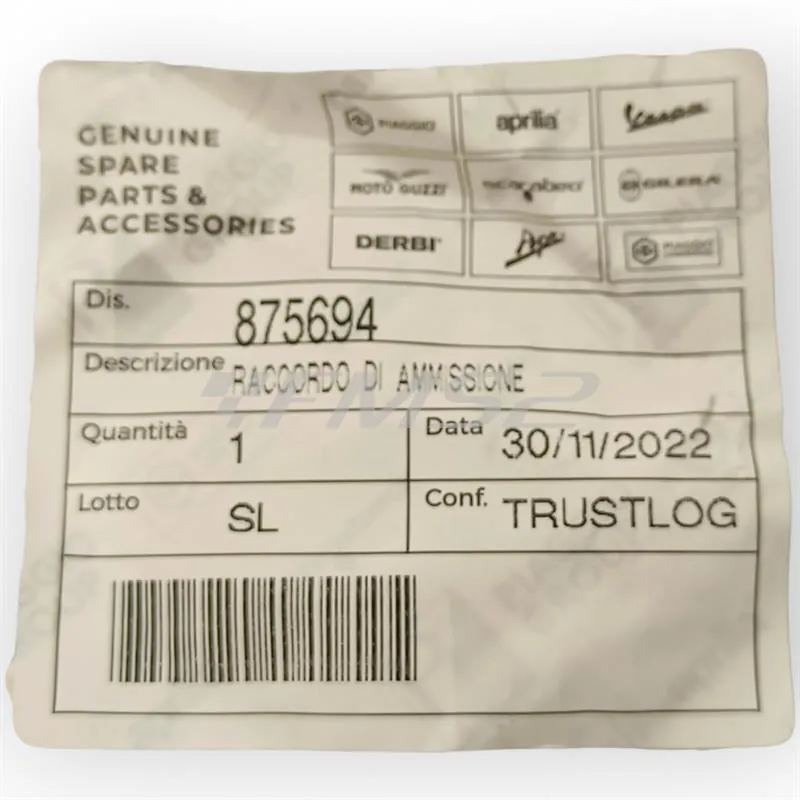 GENUINE
SPARE
PARTS &
ACCESSORIES
PIAGGIO
aprilia
Vespa
MOTO GUZZI
scarabeo
GILERA
DERBI
Ape
PIAGGIO
Dis. 875694
Descrizione RACCORDO DI AMMISSIONE
Quantità 1
Data 30/11/2022
Lotto SL
Conf. TRUSTLOG